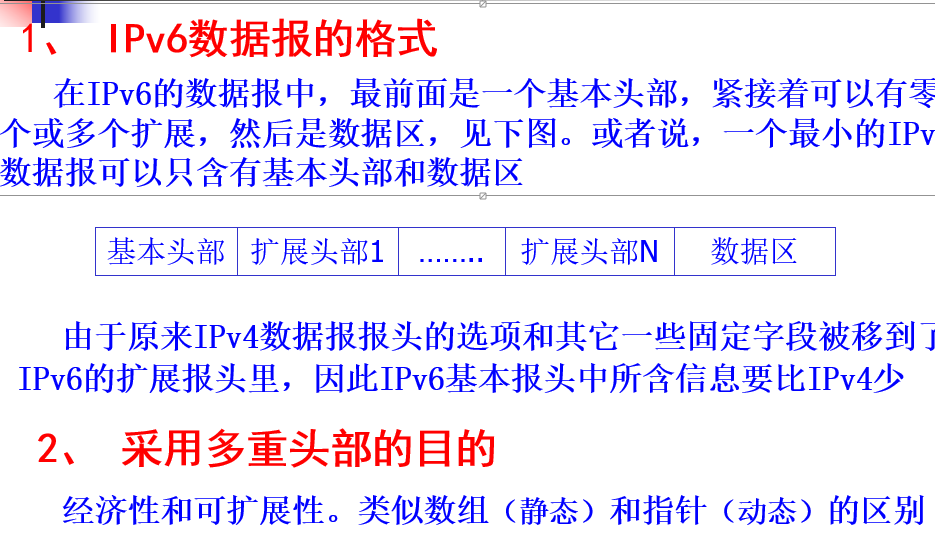 1、 IPv6数据报的格式
在IPv6的数据报中，最前面是一个基本头部，紧接着可以有零
个或多个扩展，然后是数据区，见下图。或者说，一个最小的IPv
数据报可以只含有基本头部和数据区
基本头部 扩展头部1 ........ 扩展头部N 数据区
由于原来IPv4数据报报头的选项和其它一些固定字段被移到了
IPv6的扩展报头里，因此IPv6基本报头中所含信息要比IPv4少
2、 采用多重头部的目的
经济性和可扩展性。类似数组（静态）和指针（动态）的区别